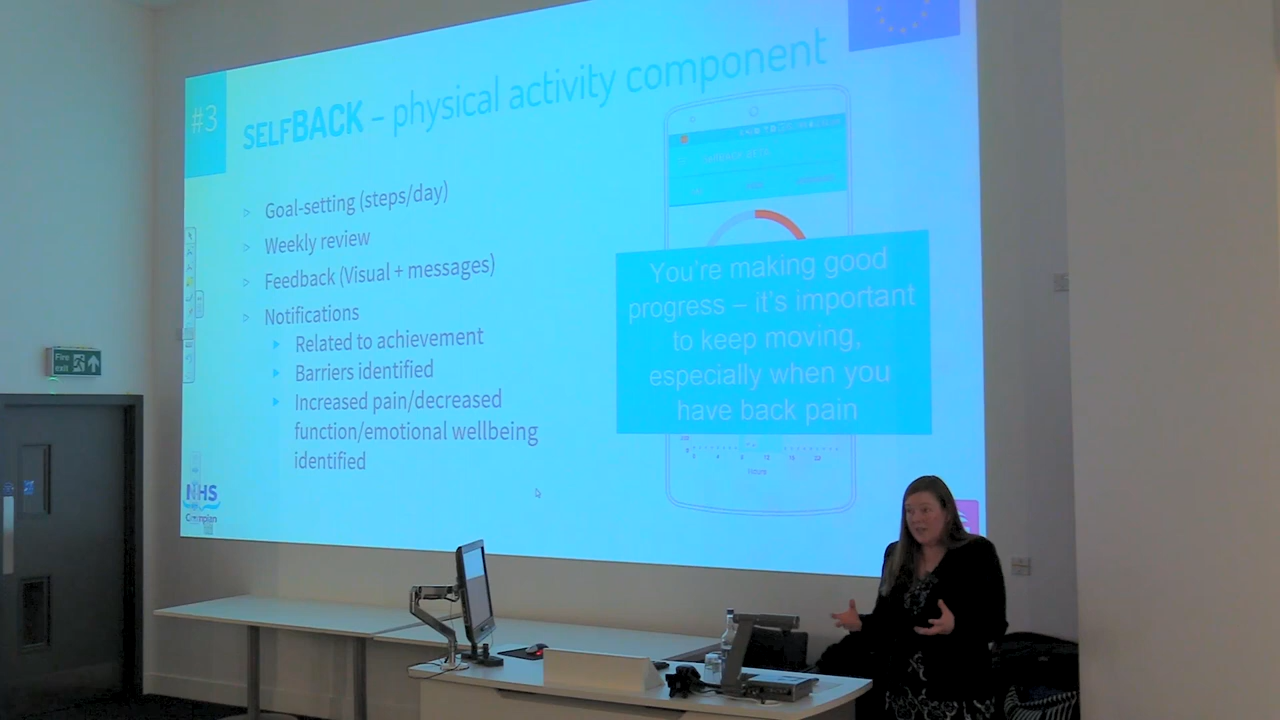 #3
SELFBACK – physical activity component
> Goal-setting (steps/day)
> Weekly review
> Feedback (Visual + messages)
> Notifications
Related to achievement
Barriers identified
Increased pain/decreased
function/emotional wellbeing
identified
You're making good
progress – it's important
to keep moving,
especially when you
have back pain
Hours
NHS
Grampian
Fire
exit